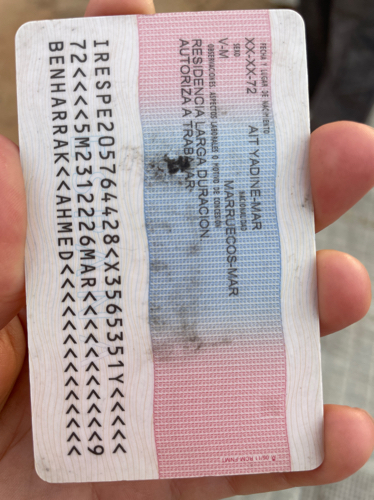 FECHA Y LUGAR DE NACIMIENTO
XX-XX-72 AIT YADINE-MAR
SEXO NACIONALIDAD
V-M MARRUECOS-MAR
OBSERVACIONES: ASPECTOS LABORALES O MOTIVO DE CONCESIÓN
RESIDENCIA LARGA DURACION.
AUTORIZA A TRABAJAR
IRESPE205764428<X3565351Y<<<<<
72<<<<5M2312226MAR<<<<<<<<<<<9
BENHARRAK<<AHMED<<<<<<<<<<<<<<